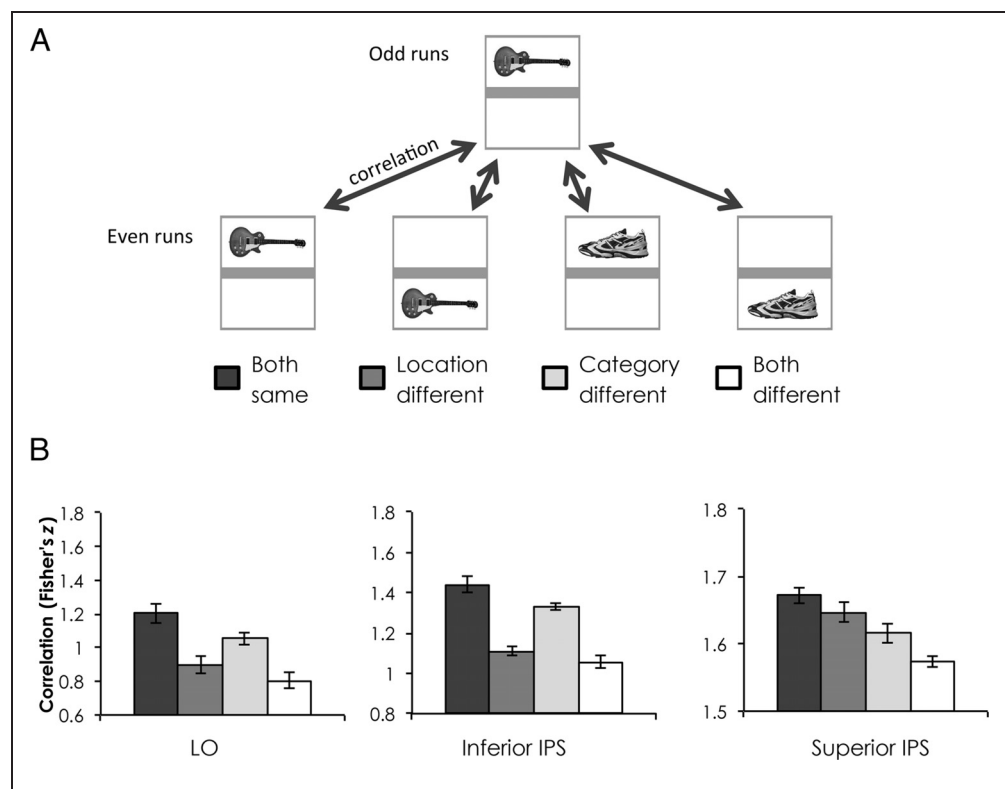 A
Odd runs
correlation
Even runs
Both
same
Location
different
Category
different
Both
different
B
Correlation (Fisher's z)
1.8
1.6
1.4
1.2
1
0.8
0.6
LO
1.8
1.6
1.4
1.2
1
0.8
Inferior IPS
1.8
1.7
1.6
1.5
Superior IPS